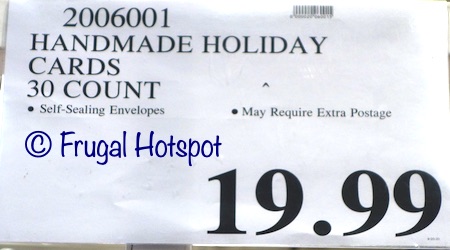 2006001
HANDMADE HOLIDAY
CARDS
30 COUNT
• Self-Sealing Envelopes • May Require Extra Postage
© Frugal Hotspot
19.99